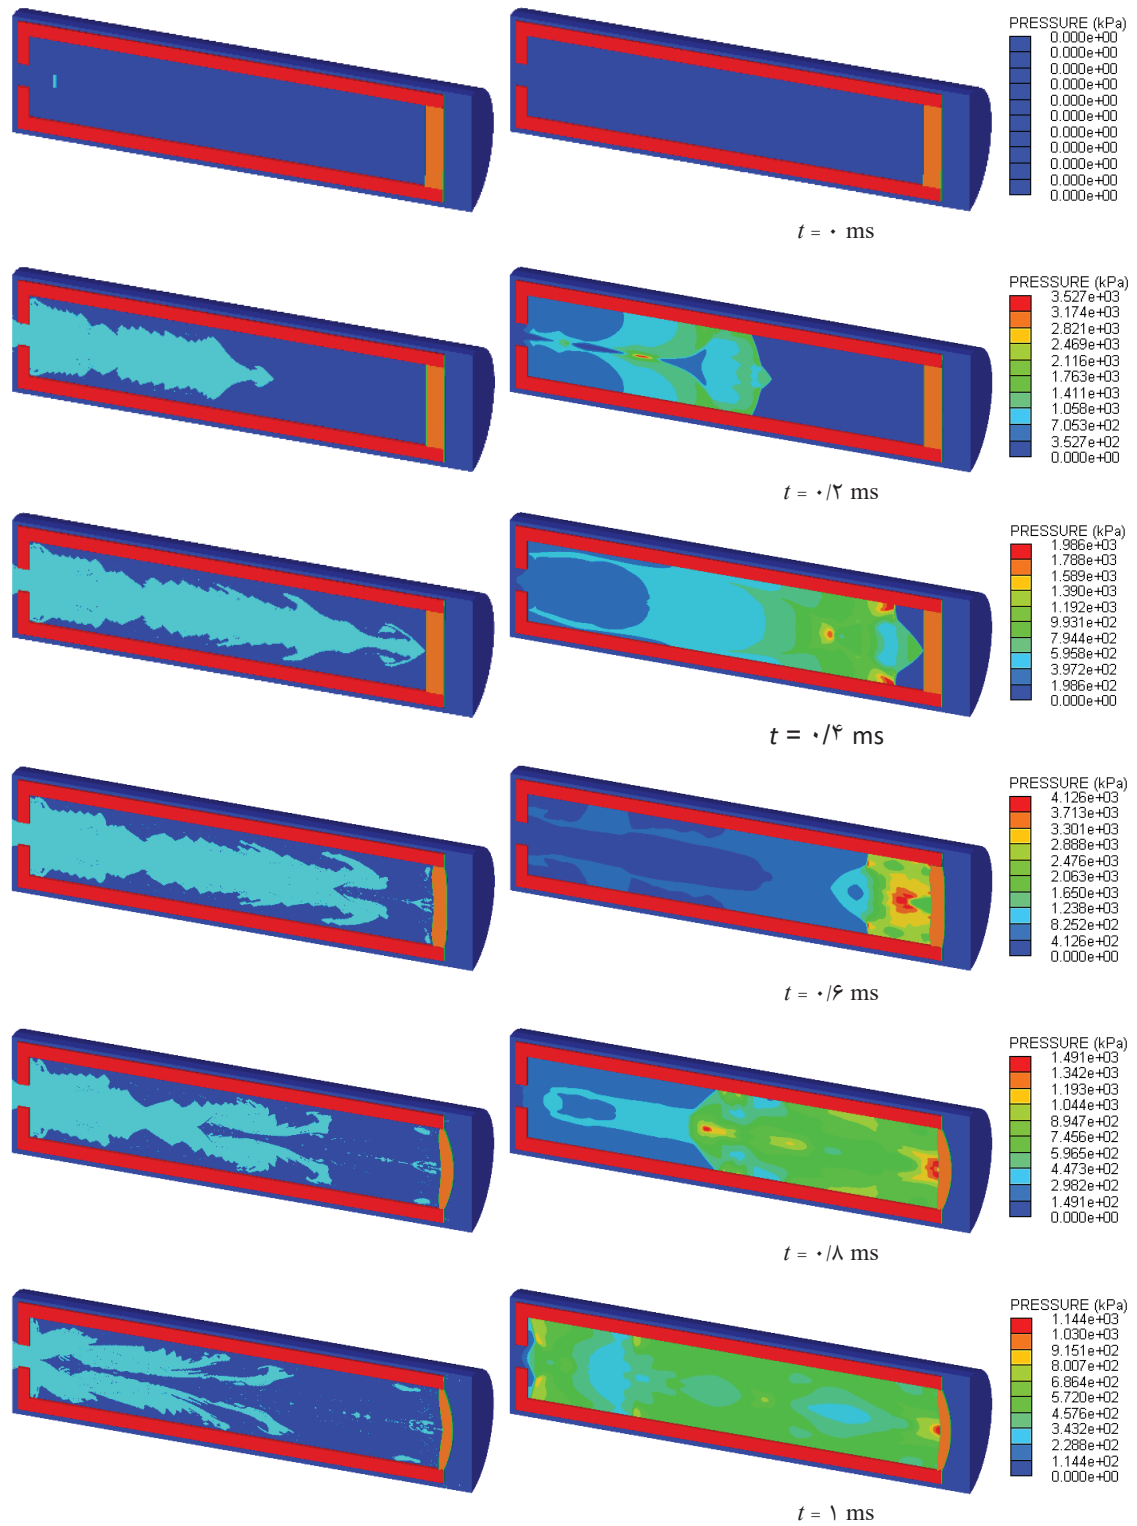 PRESSURE (kPa)
0.000e+00
0.000e+00
0.000e+00
0.000e+00
0.000e+00
0.000e+00
0.000e+00
0.000e+00
0.000e+00
0.000e+00
0.000e+00
t = ۰ ms
PRESSURE (kPa)
3.527e+03
3.174e+03
2.821e+03
2.469e+03
2.116e+03
1.763e+03
1.411e+03
1.058e+03
7.053e+02
3.527e+02
0.000e+00
t = ۰/۲ ms
PRESSURE (kPa)
1.986e+03
1.788e+03
1.589e+03
1.390e+03
1.192e+03
9.931e+02
7.944e+02
5.958e+02
3.972e+02
1.986e+02
0.000e+00
t = ۰/۴ ms
PRESSURE (kPa)
4.126e+03
3.713e+03
3.301e+03
2.888e+03
2.476e+03
2.063e+03
1.650e+03
1.238e+03
8.252e+02
4.126e+02
0.000e+00
t = ۰/۶ ms
PRESSURE (kPa)
1.491e+03
1.342e+03
1.193e+03
1.044e+03
8.947e+02
7.456e+02
5.965e+02
4.473e+02
2.982e+02
1.491e+02
0.000e+00
t = ۰/۸ ms
PRESSURE (kPa)
1.144e+03
1.030e+03
9.151e+02
8.007e+02
6.864e+02
5.720e+02
4.576e+02
3.432e+02
2.288e+02
1.144e+02
0.000e+00
t = ۱ ms